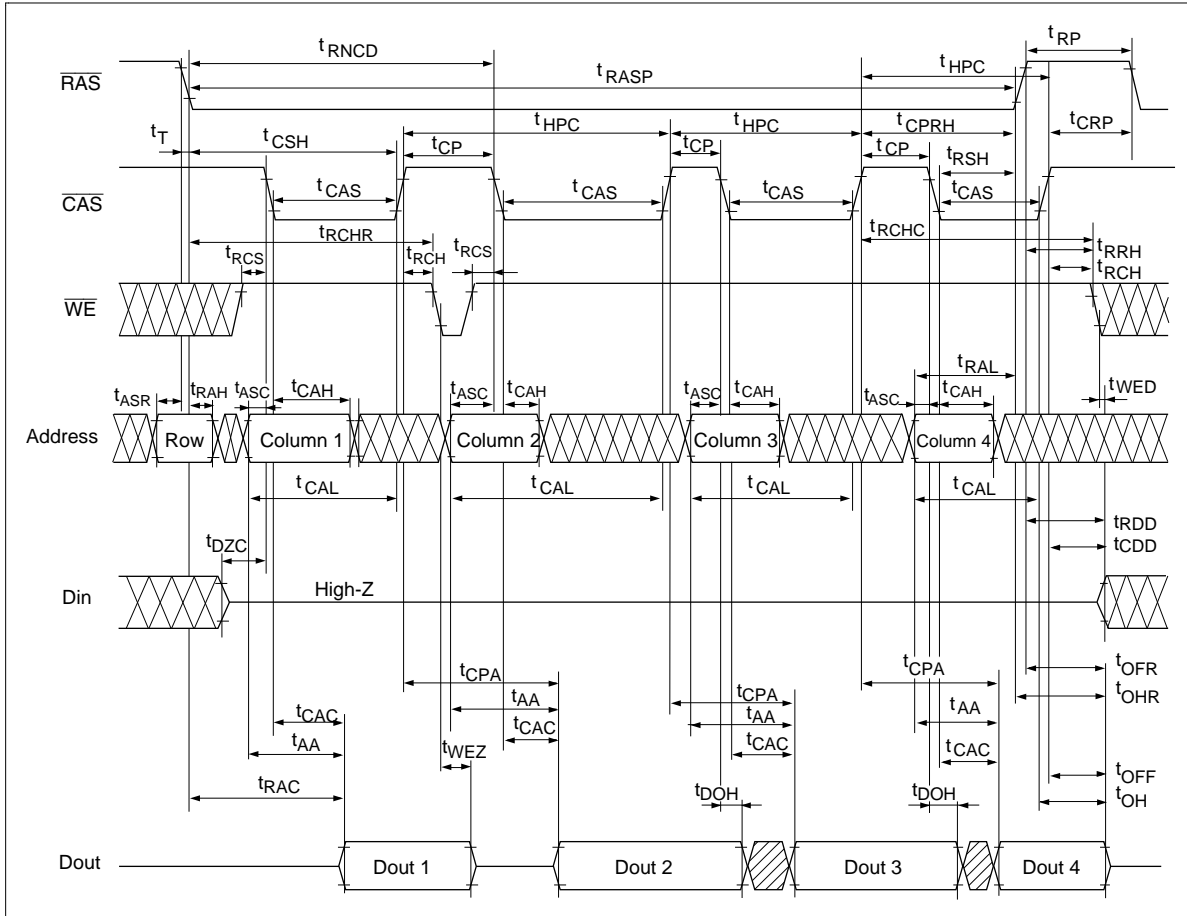 tRP
tRNCD
tHPC
RAS
tRASP
tT
tCSH
tHPC
tHPC
tCPRH
tCRP
tCP
tCP
tCP
tRSH
CAS
tCAS
tCAS
tCAS
tCAS
tRCHR
tRCS
tRCH
tRCS
tRCHC
tRRH
tRCH
WE
tRAL
tASR
tRAH
tASC
tCAH
tASC
tCAH
tASC
tCAH
tASC
tCAH
tWED
Address
Row
Column 1
Column 2
Column 3
Column 4
tCAL
tCAL
tCAL
tCAL
tRDD
tDZC
tCDD
Din
High-Z
tCPA
tCPA
tCPA
tOFR
tOHR
tAA
tAA
tAA
tCAC
tCAC
tCAC
tCAC
tAA
tWEZ
tRAC
tDOH
tDOH
tOFF
tOH
Dout
Dout 1
Dout 2
Dout 3
Dout 4